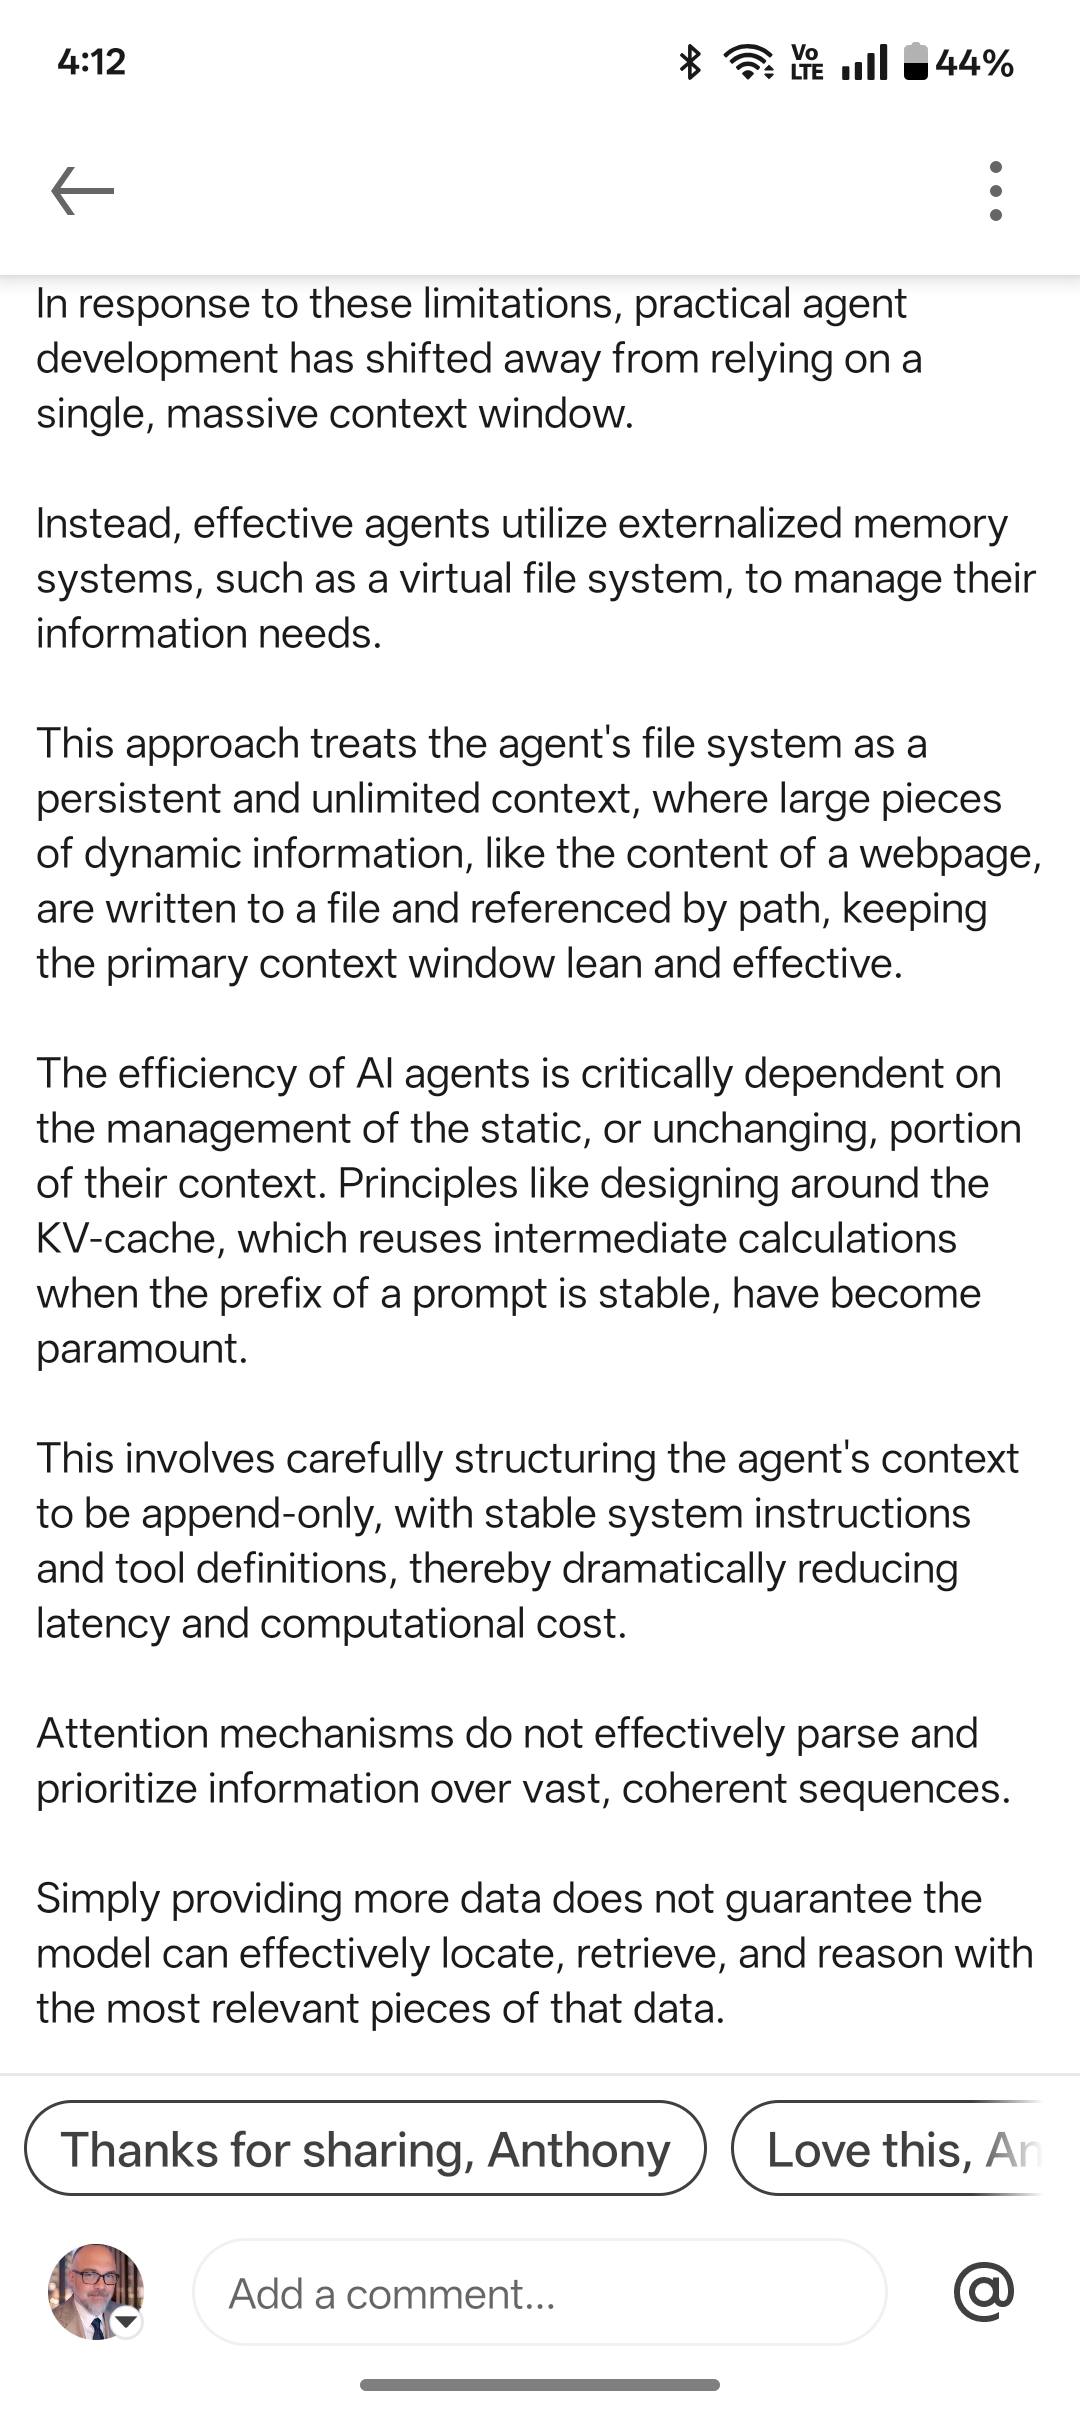 4:12
Vo
LTE
44%
In response to these limitations, practical agent
development has shifted away from relying on a
single, massive context window.
Instead, effective agents utilize externalized memory
systems, such as a virtual file system, to manage their
information needs.
This approach treats the agent's file system as a
persistent and unlimited context, where large pieces
of dynamic information, like the content of a webpage,
are written to a file and referenced by path, keeping
the primary context window lean and effective.
The efficiency of AI agents is critically dependent on
the management of the static, or unchanging, portion
of their context. Principles like designing around the
KV-cache, which reuses intermediate calculations
when the prefix of a prompt is stable, have become
paramount.
This involves carefully structuring the agent's context
to be append-only, with stable system instructions
and tool definitions, thereby dramatically reducing
latency and computational cost.
Attention mechanisms do not effectively parse and
prioritize information over vast, coherent sequences.
Simply providing more data does not guarantee the
model can effectively locate, retrieve, and reason with
the most relevant pieces of that data.
Thanks for sharing, Anthony
Love this, An
Add a comment...
@